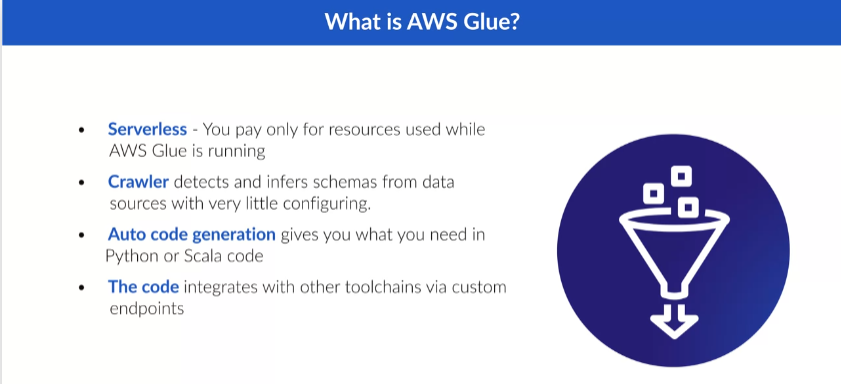 What is AWS Glue?
• Serverless - You pay only for resources used while
AWS Glue is running
• Crawler detects and infers schemas from data
sources with very little configuring.
• Auto code generation gives you what you need in
Python or Scala code
• The code integrates with other toolchains via custom
endpoints